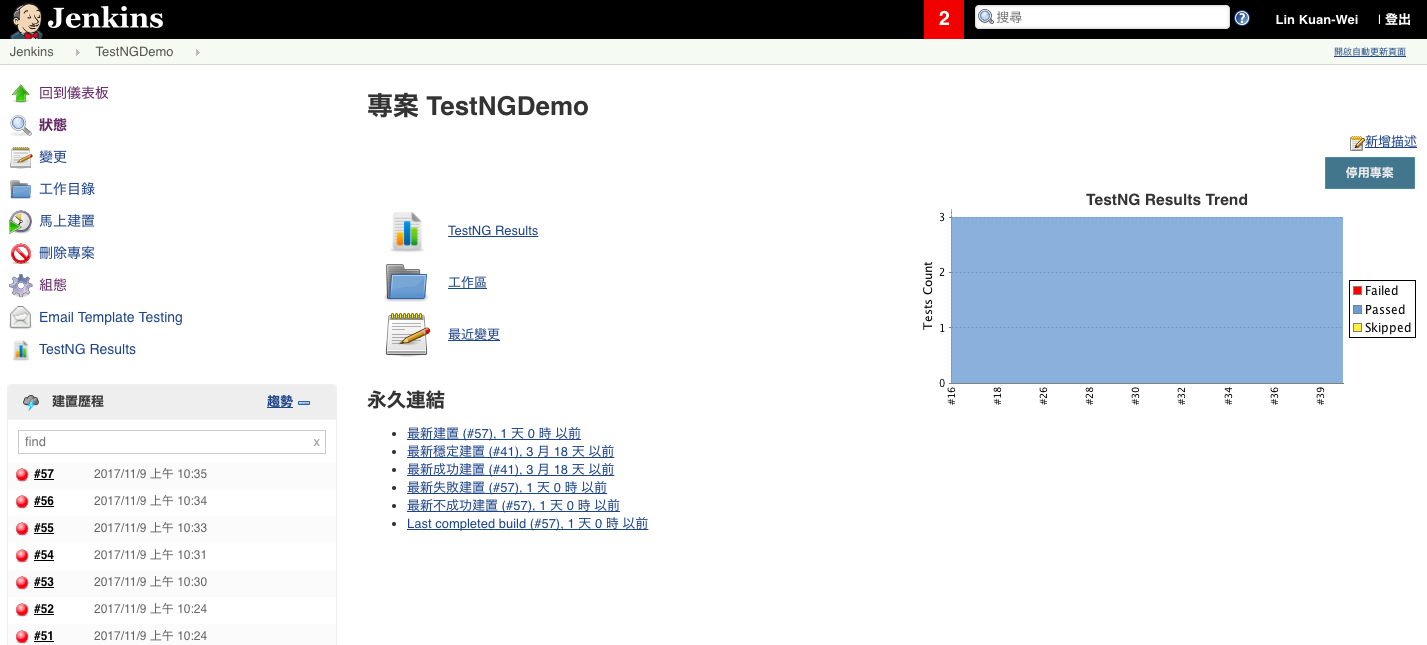 Jenkins
2
搜尋
Lin Kuan-Wei
| 登出
Jenkins
TestNGDemo
開啟自動更新頁面
回到儀表板
狀態
變更
工作目錄
馬上建置
刪除專案
組態
Email Template Testing
TestNG Results
建置歷程
趨勢
find
x
#57 2017/11/9 上午 10:35
#56 2017/11/9 上午 10:34
#55 2017/11/9 上午 10:33
#54 2017/11/9 上午 10:31
#53 2017/11/9 上午 10:30
#52 2017/11/9 上午 10:24
#51 2017/11/9 上午 10:24
專案 TestNGDemo
新增描述
停用專案
TestNG Results
工作區
最近變更
永久連結
最新建置 (#57), 1 天 0 時 以前
最新穩定建置 (#41), 3 月 18 天 以前
最新成功建置 (#41), 3 月 18 天 以前
最新失敗建置 (#57), 1 天 0 時 以前
最新不成功建置 (#57), 1 天 0 時 以前
Last completed build (#57), 1 天 0 時 以前
TestNG Results Trend
Tests Count
3
2
1
0
#16
#18
#26
#28
#30
#32
#34
#36
#39
Failed
Passed
Skipped